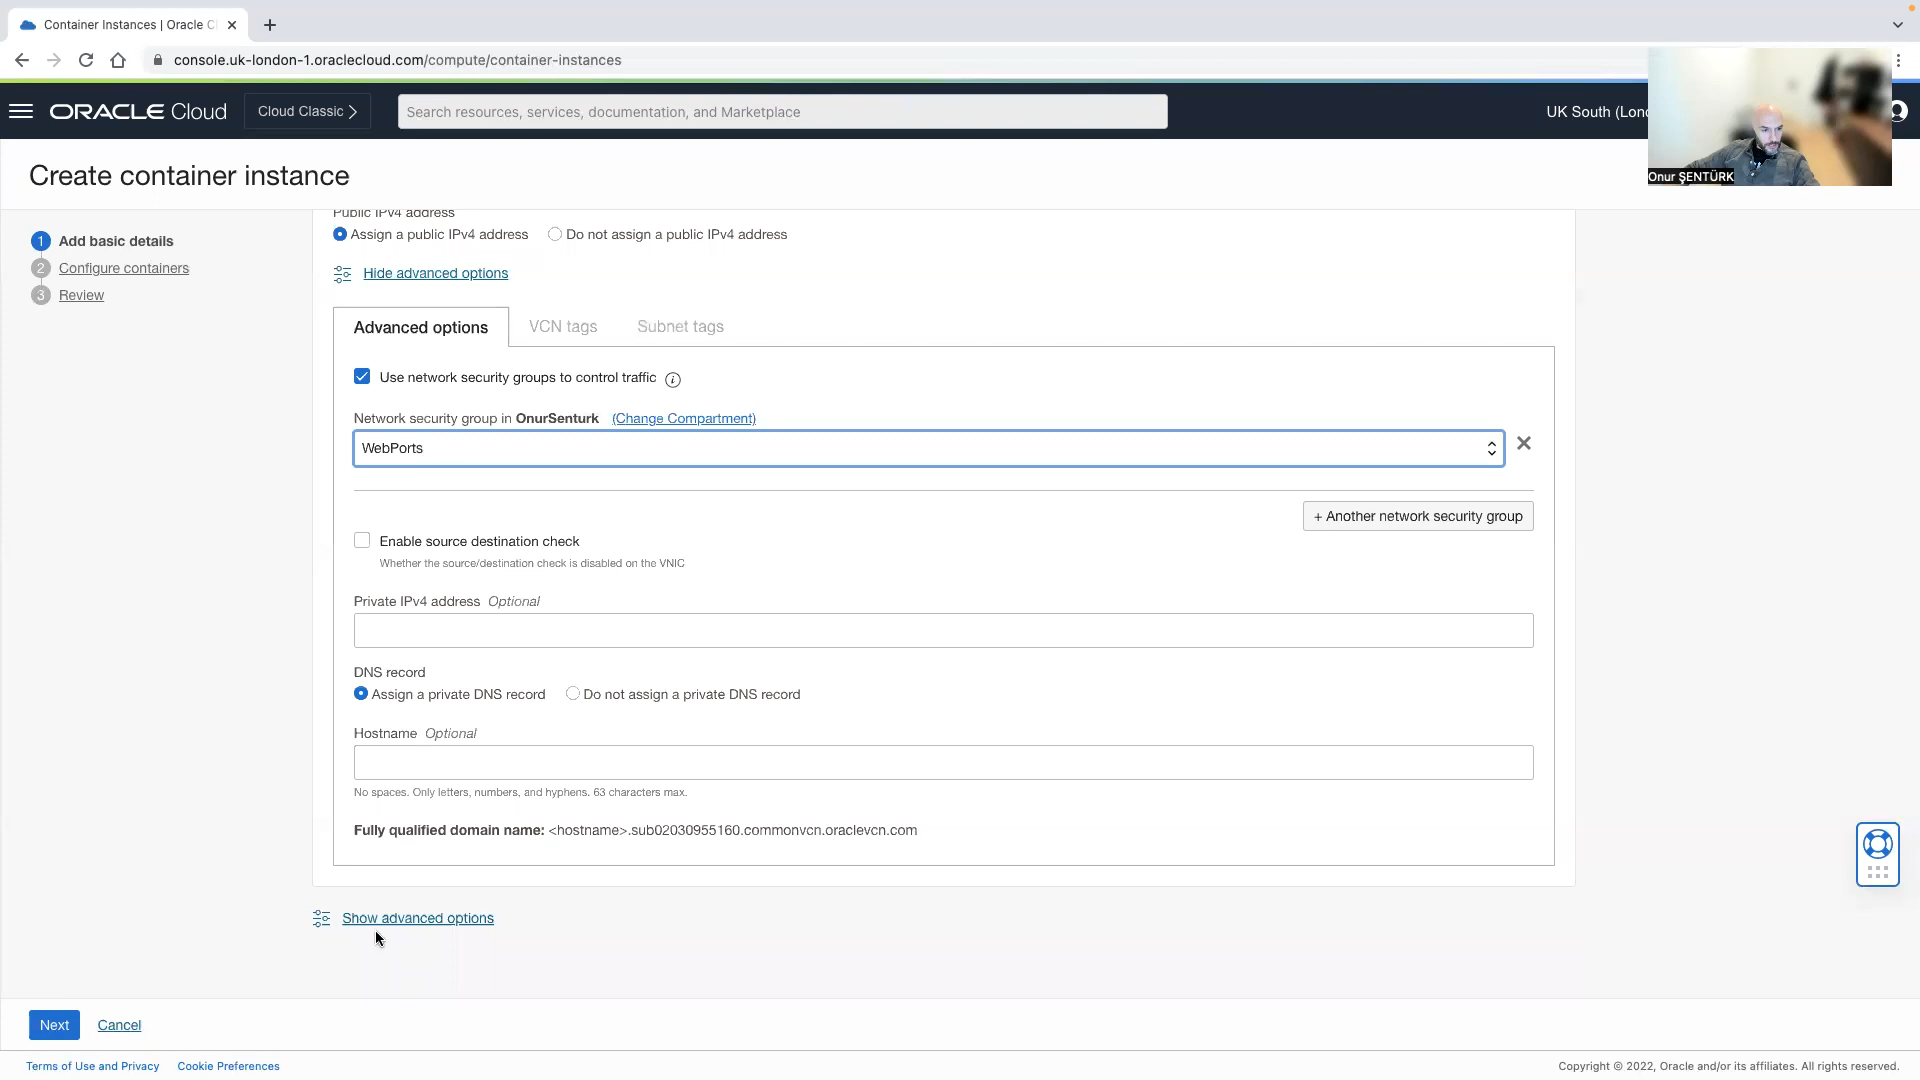 Container Instances | Oracle C
console.uk-london-1.oraclecloud.com/compute/container-instances
ORACLE Cloud
Cloud Classic
Search resources, services, documentation, and Marketplace
UK South (Lon
Onur ŞENTÜRK
Create container instance
1 Add basic details
2 Configure containers
3 Review
Public IPv4 address
Assign a public IPv4 address Do not assign a public IPv4 address
Hide advanced options
Advanced options VCN tags Subnet tags
Use network security groups to control traffic i
Network security group in OnurSenturk (Change Compartment)
WebPorts
+ Another network security group
Enable source destination check
Whether the source/destination check is disabled on the VNIC
Private IPv4 address Optional
DNS record
Assign a private DNS record Do not assign a private DNS record
Hostname Optional
No spaces. Only letters, numbers, and hyphens. 63 characters max.
Fully qualified domain name: <hostname>.sub02030955160.commonvcn.oraclevcn.com
Show advanced options
Next Cancel
Terms of Use and Privacy Cookie Preferences
Copyright © 2022, Oracle and/or its affiliates. All rights reserved.